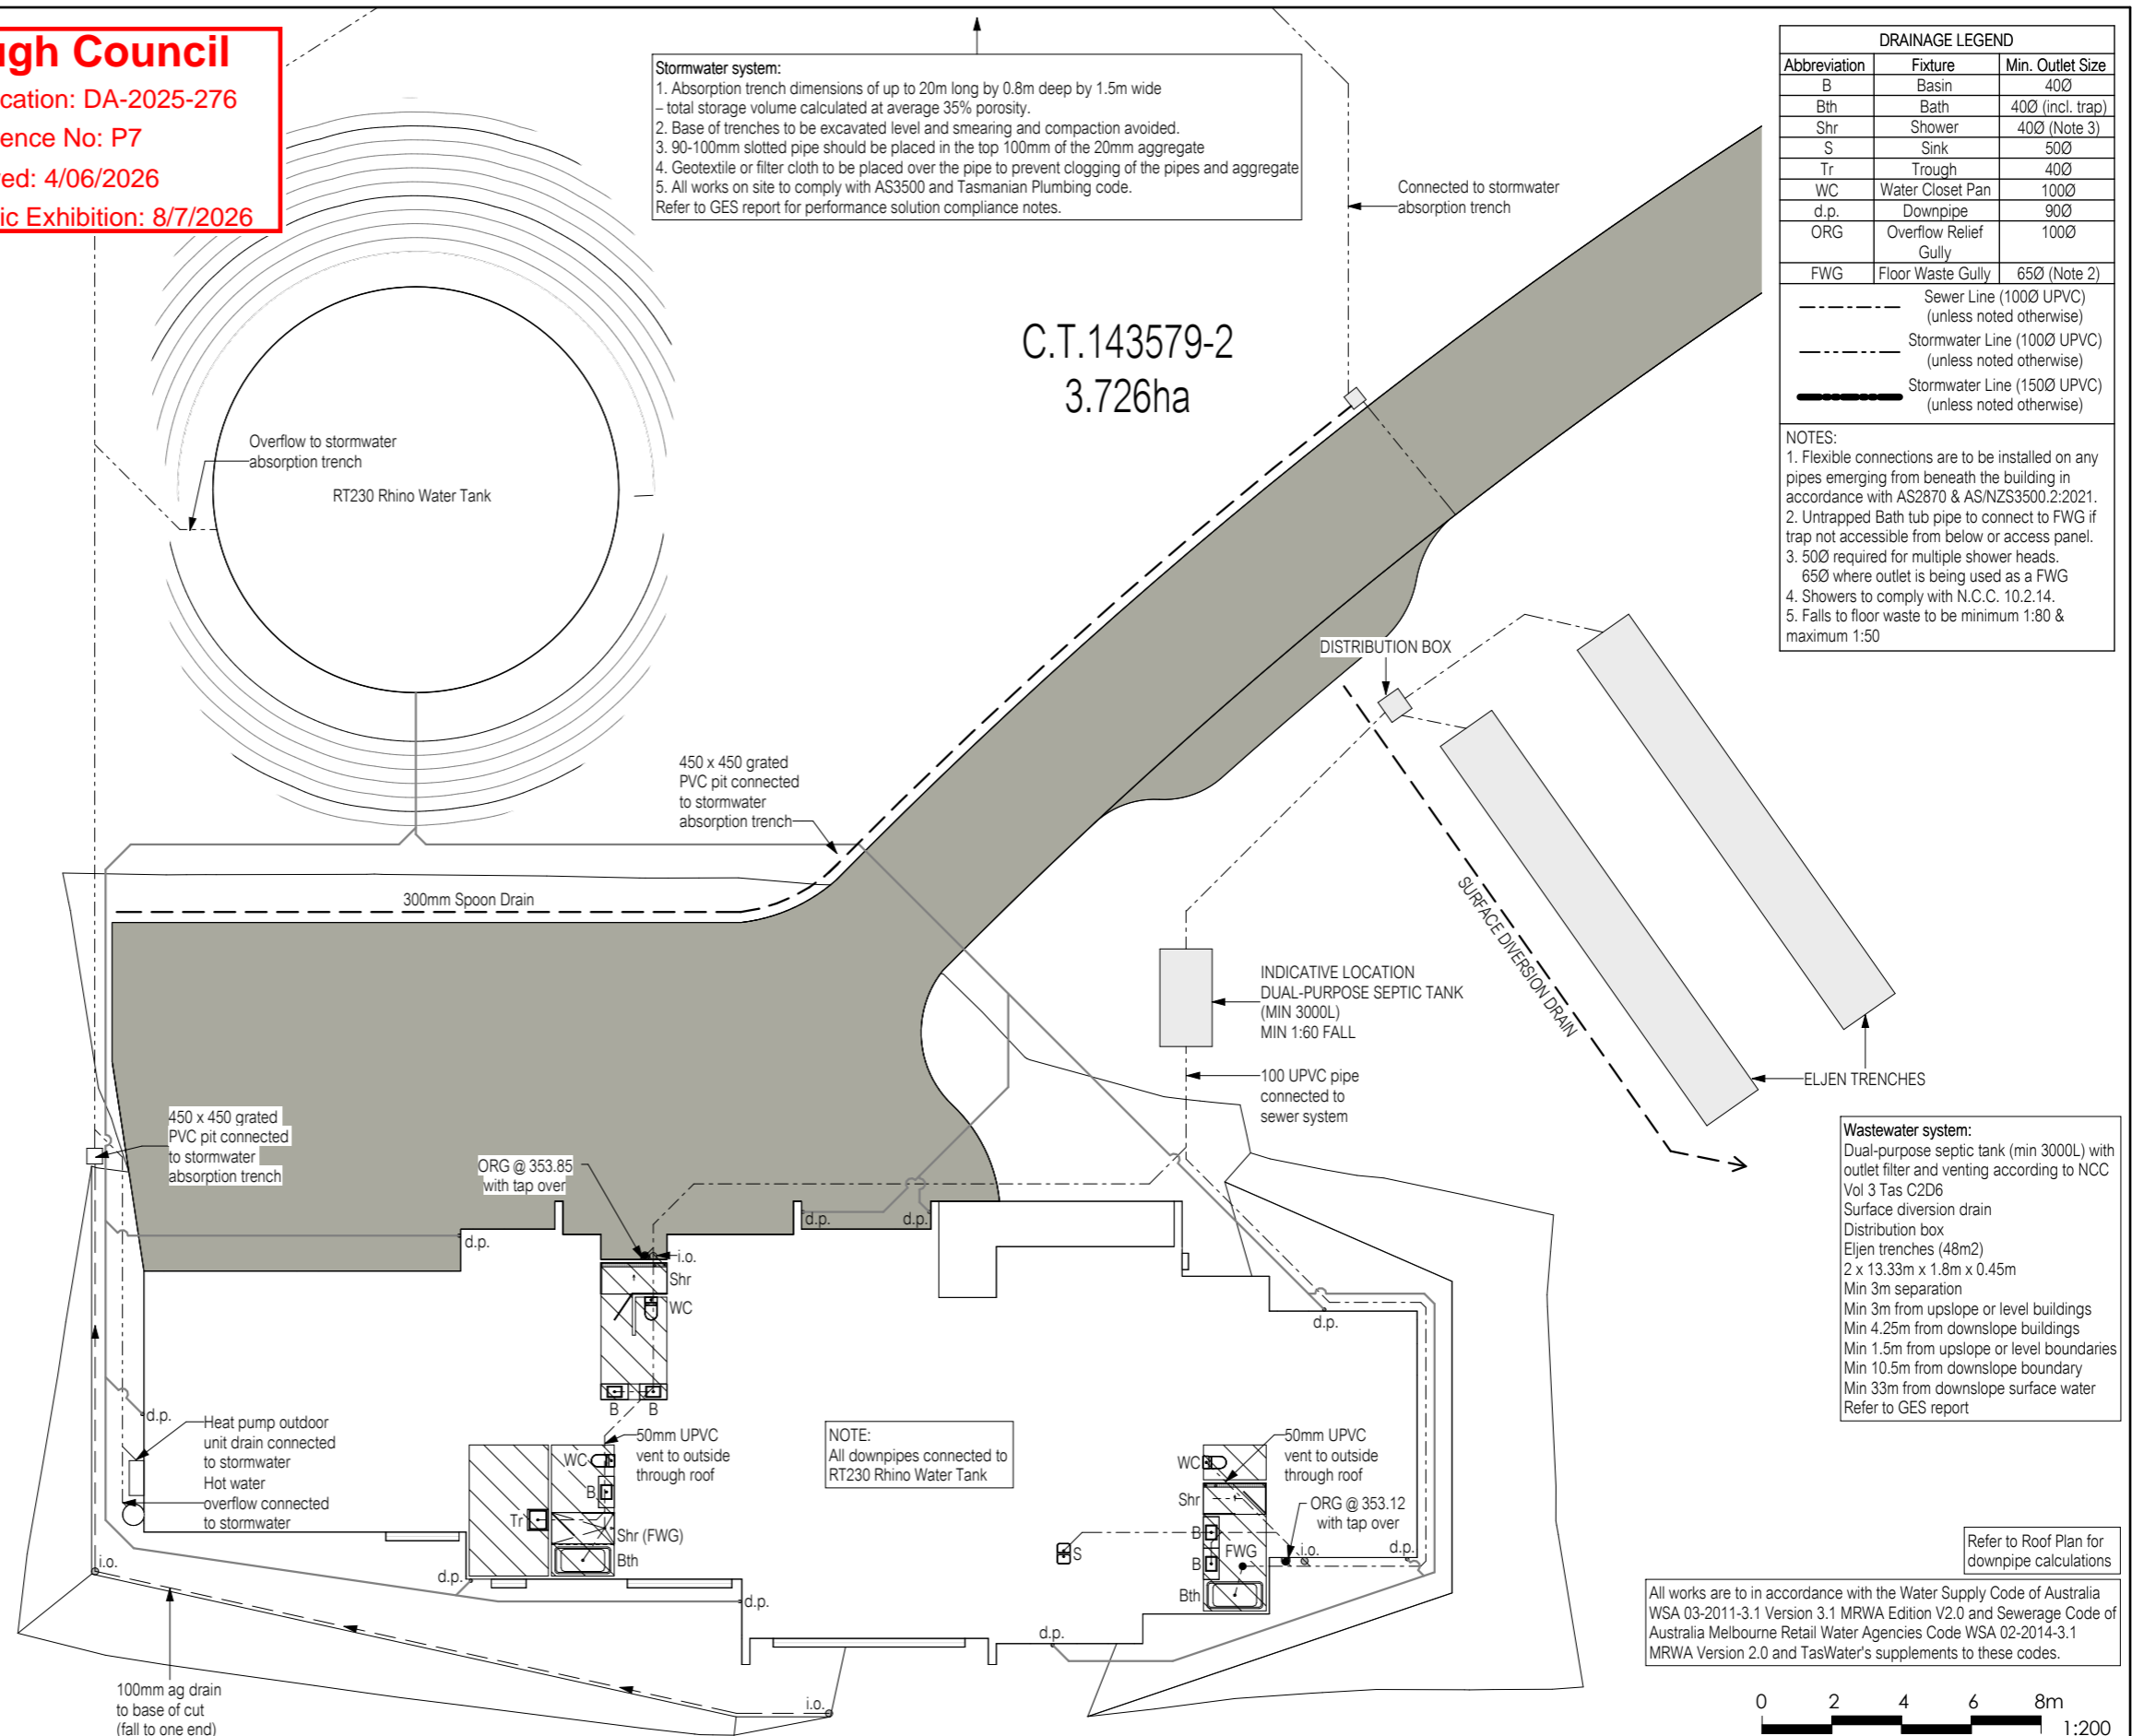 ugh Council
cation: DA-2025-276
ence No: P7
ed: 4/06/2026
ic Exhibition: 8/7/2026
Stormwater system:
1. Absorption trench dimensions of up to 20m long by 0.8m deep by 1.5m wide
– total storage volume calculated at average 35% porosity.
2. Base of trenches to be excavated level and smearing and compaction avoided.
3. 90-100mm slotted pipe should be placed in the top 100mm of the 20mm aggregate
4. Geotextile or filter cloth to be placed over the pipe to prevent clogging of the pipes and aggregate
5. All works on site to comply with AS3500 and Tasmanian Plumbing code.
Refer to GES report for performance solution compliance notes.
Connected to stormwater
absorption trench
DRAINAGE LEGEND
Abbreviation Fixture Min. Outlet Size
B Basin 40Ø
Bth Bath 40Ø (incl. trap)
Shr Shower 40Ø (Note 3)
S Sink 50Ø
Tr Trough 40Ø
WC Water Closet Pan 100Ø
d.p. Downpipe 90Ø
ORG Overflow Relief 100Ø
Gully
FWG Floor Waste Gully 65Ø (Note 2)
Sewer Line (100Ø UPVC)
(unless noted otherwise)
Stormwater Line (100Ø UPVC)
(unless noted otherwise)
Stormwater Line (150Ø UPVC)
(unless noted otherwise)
NOTES:
1. Flexible connections are to be installed on any
pipes emerging from beneath the building in
accordance with AS2870 & AS/NZS3500.2:2021.
2. Untrapped Bath tub pipe to connect to FWG if
trap not accessible from below or access panel.
3. 50Ø required for multiple shower heads.
65Ø where outlet is being used as a FWG
4. Showers to comply with N.C.C. 10.2.14.
5. Falls to floor waste to be minimum 1:80 &
maximum 1:50
C.T.143579-2
3.726ha
Overflow to stormwater
absorption trench
RT230 Rhino Water Tank
DISTRIBUTION BOX
450 x 450 grated
PVC pit connected
to stormwater
absorption trench
300mm Spoon Drain
SURFACE DIVERSION DRAIN
INDICATIVE LOCATION
DUAL-PURPOSE SEPTIC TANK
(MIN 3000L)
MIN 1:60 FALL
100 UPVC pipe
connected to
sewer system
ELJEN TRENCHES
450 x 450 grated
PVC pit connected
to stormwater
absorption trench
ORG @ 353.85
with tap over
Wastewater system:
Dual-purpose septic tank (min 3000L) with
outlet filter and venting according to NCC
Vol 3 Tas C2D6
Surface diversion drain
Distribution box
Eljen trenches (48m2)
2 x 13.33m x 1.8m x 0.45m
Min 3m separation
Min 3m from upslope or level buildings
Min 4.25m from downslope buildings
Min 1.5m from upslope or level boundaries
Min 10.5m from downslope boundary
Min 33m from downslope surface water
Refer to GES report
d.p.
d.p.
d.p.
i.o.
Shr
WC
d.p.
B B
d.p.
Heat pump outdoor
unit drain connected
to stormwater
Hot water
overflow connected
to stormwater
50mm UPVC
vent to outside
through roof
NOTE:
All downpipes connected to
RT230 Rhino Water Tank
50mm UPVC
vent to outside
through roof
WC
B
Tr
Shr (FWG)
Bth
WC
Shr
ORG @ 353.12
with tap over
B
S
B
FWG
i.o.
d.p.
Bth
i.o.
d.p.
d.p.
d.p.
i.o.
100mm ag drain
to base of cut
(fall to one end)
Refer to Roof Plan for
downpipe calculations
All works are to in accordance with the Water Supply Code of Australia
WSA 03-2011-3.1 Version 3.1 MRWA Edition V2.0 and Sewerage Code of
Australia Melbourne Retail Water Agencies Code WSA 02-2014-3.1
MRWA Version 2.0 and TasWater's supplements to these codes.
0 2 4 6 8m
1:200